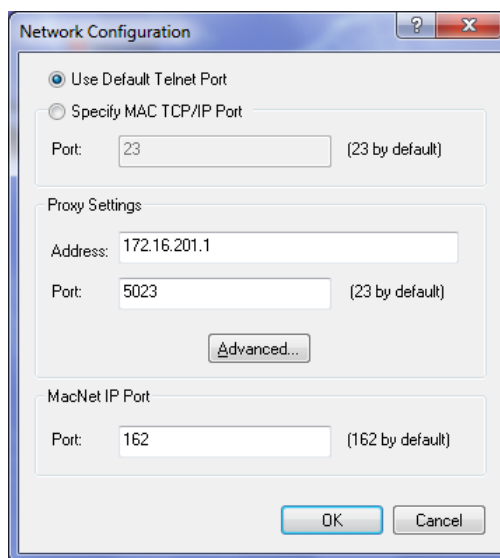 Network Configuration
Use Default Telnet Port
Specify MAC TCP/IP Port
Port: 23 (23 by default)
Proxy Settings
Address: 172.16.201.1
Port: 5023 (23 by default)
Advanced...
MacNet IP Port
Port: 162 (162 by default)
OK Cancel